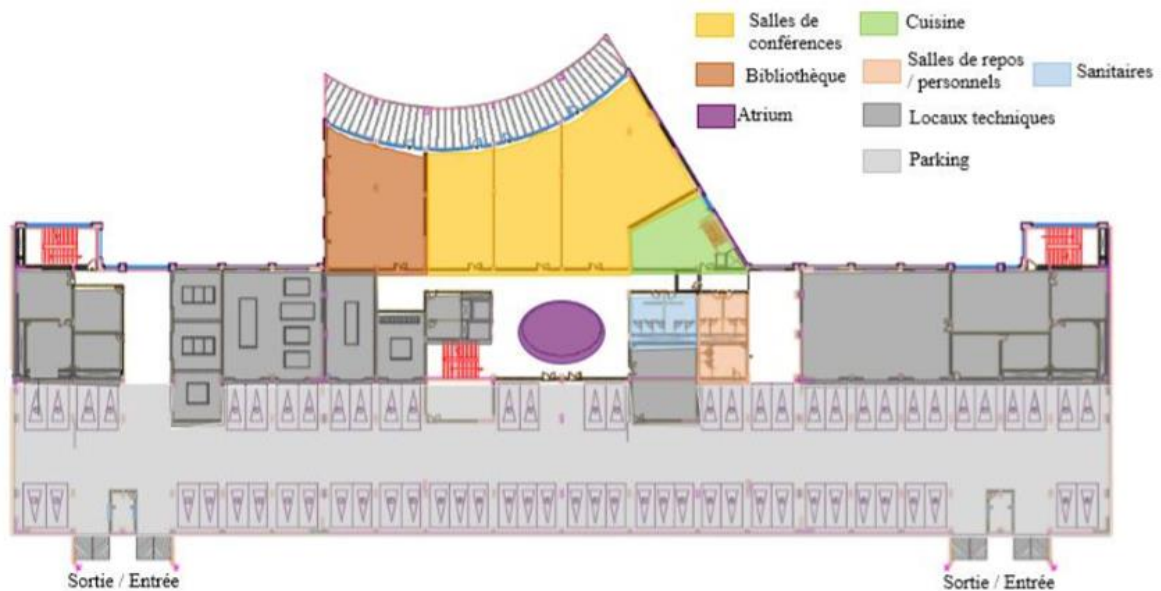 Salles de
conférences
Cuisine
Bibliothèque
Salles de repos
/ personnels
Sanitaires
Atrium
Locaux techniques
Parking
Sortie / Entrée
Sortie / Entrée